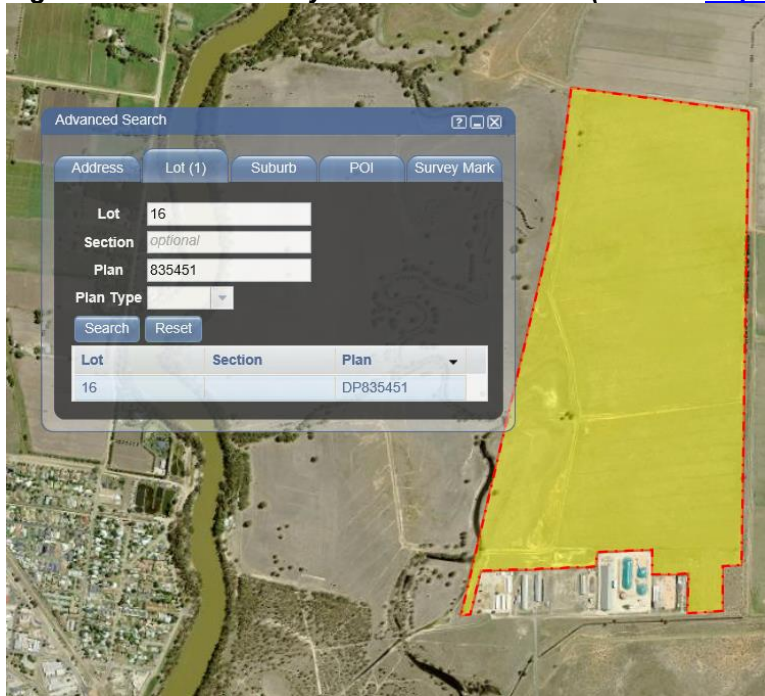 Advanced Search
Address Lot (1) Suburb POI Survey Mark
Lot 16
Section optional
Plan 835451
Plan Type
Search Reset
Lot Section Plan
16 DP835451